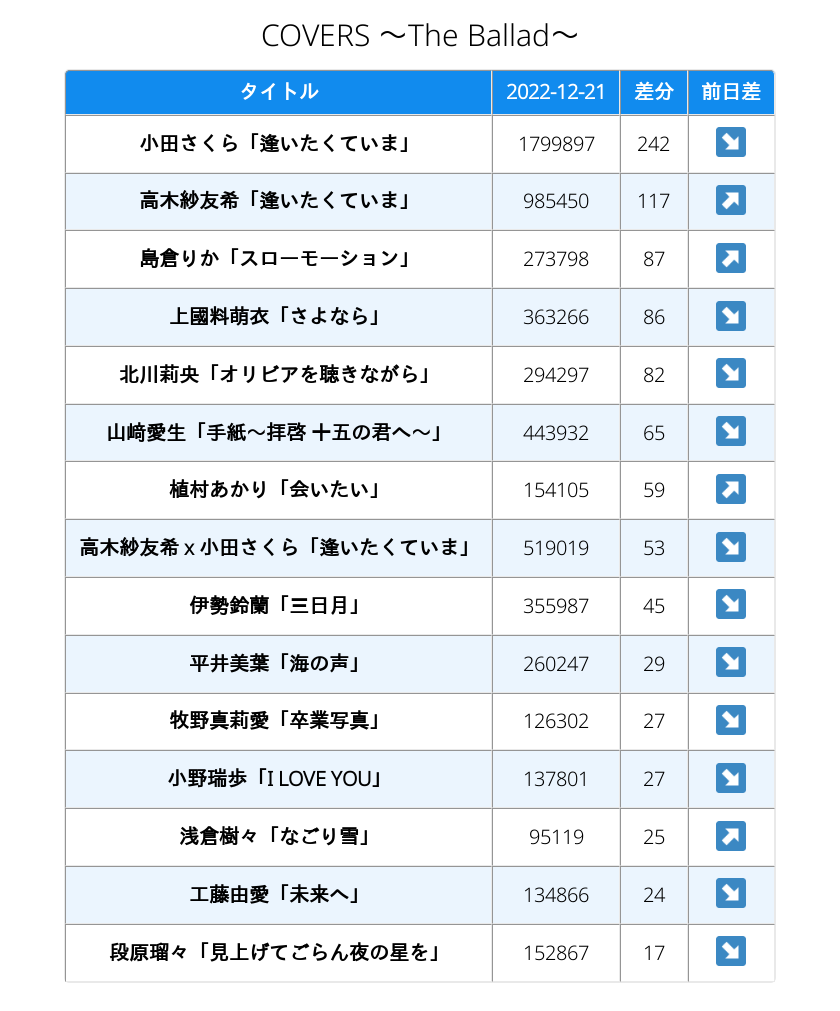 COVERS 〜The Ballad〜
タイトル 2022-12-21 差分 前日差
小田さくら「逢いたくていま」 1799897 242 ↘
高木紗友希「逢いたくていま」 985450 117 ↗
島倉りか「スローモーション」 273798 87 ↗
上國料萌衣「さよなら」 363266 86 ↘
北川莉央「オリビアを聴きながら」 294297 82 ↘
山﨑愛生「手紙〜拝啓 十五の君へ〜」 443932 65 ↘
植村あかり「会いたい」 154105 59 ↗
高木紗友希 x 小田さくら「逢いたくていま」 519019 53 ↘
伊勢鈴蘭「三日月」 355987 45 ↘
平井美葉「海の声」 260247 29 ↘
牧野真莉愛「卒業写真」 126302 27 ↘
小野瑞歩「I LOVE YOU」 137801 27 ↘
浅倉樹々「なごり雪」 95119 25 ↗
工藤由愛「未来へ」 134866 24 ↘
段原瑠々「見上げてごらん夜の星を」 152867 17 ↘